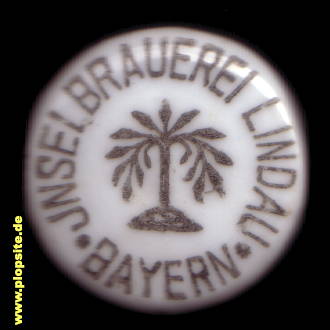 JNSELBRAUEREI LINDAU
* BAYERN *
www.plopsite.de